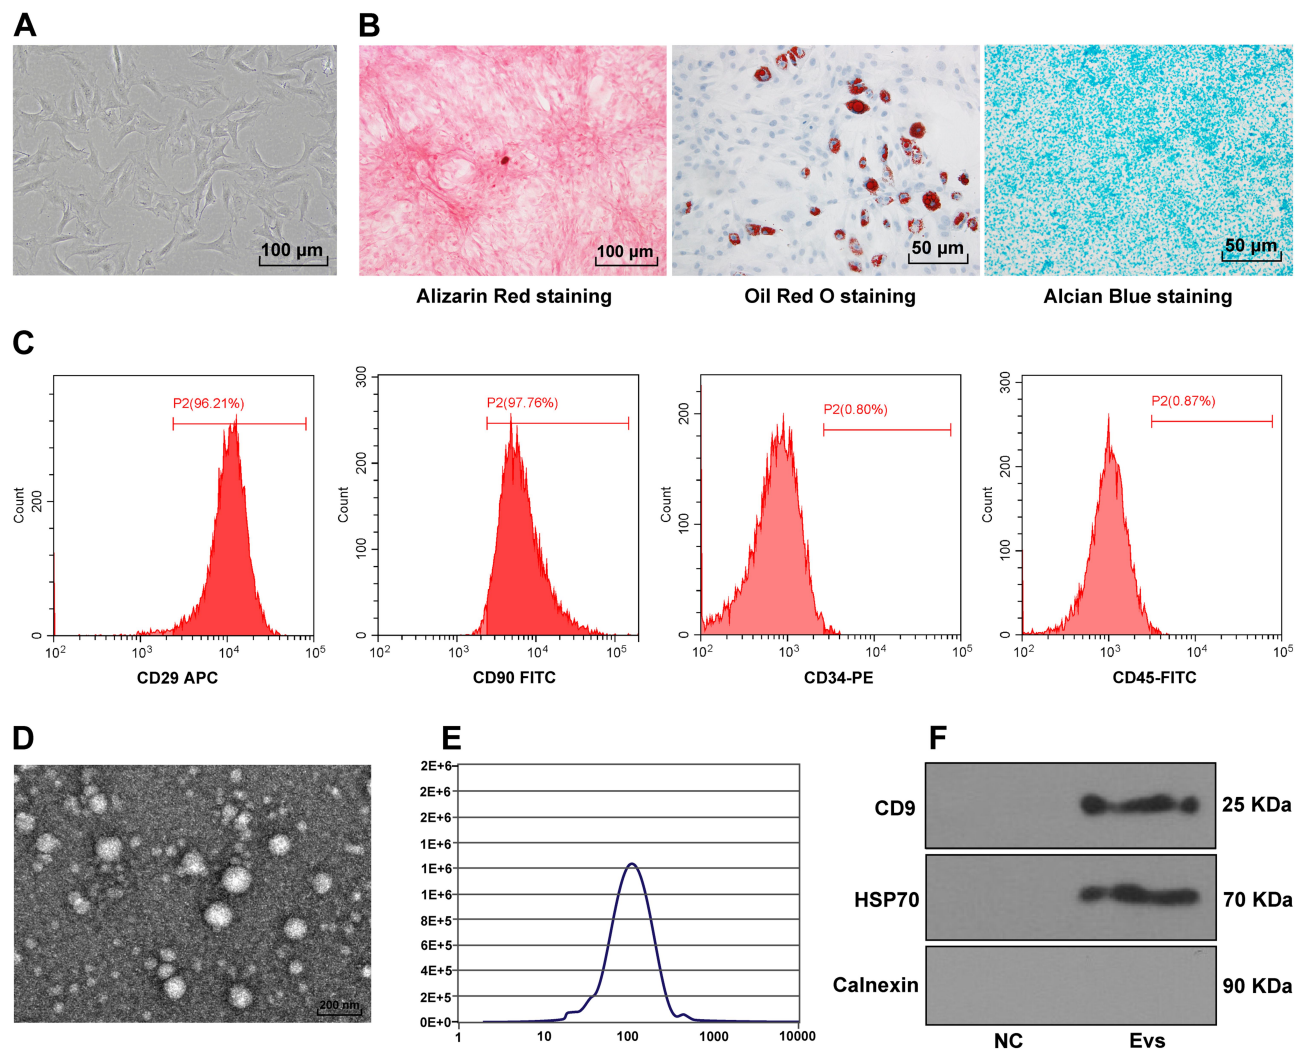 A
B
100 μm
100 μm
50 μm
50 μm
Alizarin Red staining
Oil Red O staining
Alcian Blue staining
C
P2(96.21%)
Count
200
0
10² 10³ 10⁴ 10⁵
CD29 APC
P2(97.76%)
Count
300
200
100
0
10² 10³ 10⁴ 10⁵
CD90 FITC
P2(0.80%)
Count
200
100
0
10² 10³ 10⁴ 10⁵
CD34-PE
P2(0.87%)
Count
300
200
100
0
10² 10³ 10⁴ 10⁵
CD45-FITC
D
200 nm
E
2E+6
2E+6
2E+6
1E+6
1E+6
1E+6
8E+5
6E+5
4E+5
2E+5
0E+0
1 10 100 1000 10000
F
CD9 25 KDa
HSP70 70 KDa
Calnexin 90 KDa
NC Evs